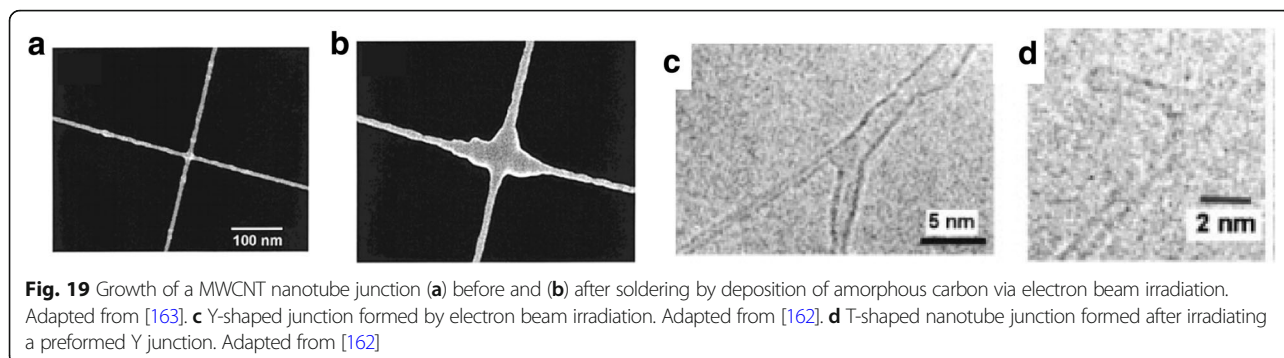 a
b
c
d
100 nm
5 nm
2 nm
Fig. 19 Growth of a MWCNT nanotube junction (a) before and (b) after soldering by deposition of amorphous carbon via electron beam irradiation.
Adapted from [163]. c Y-shaped junction formed by electron beam irradiation. Adapted from [162]. d T-shaped nanotube junction formed after irradiating
a preformed Y junction. Adapted from [162]